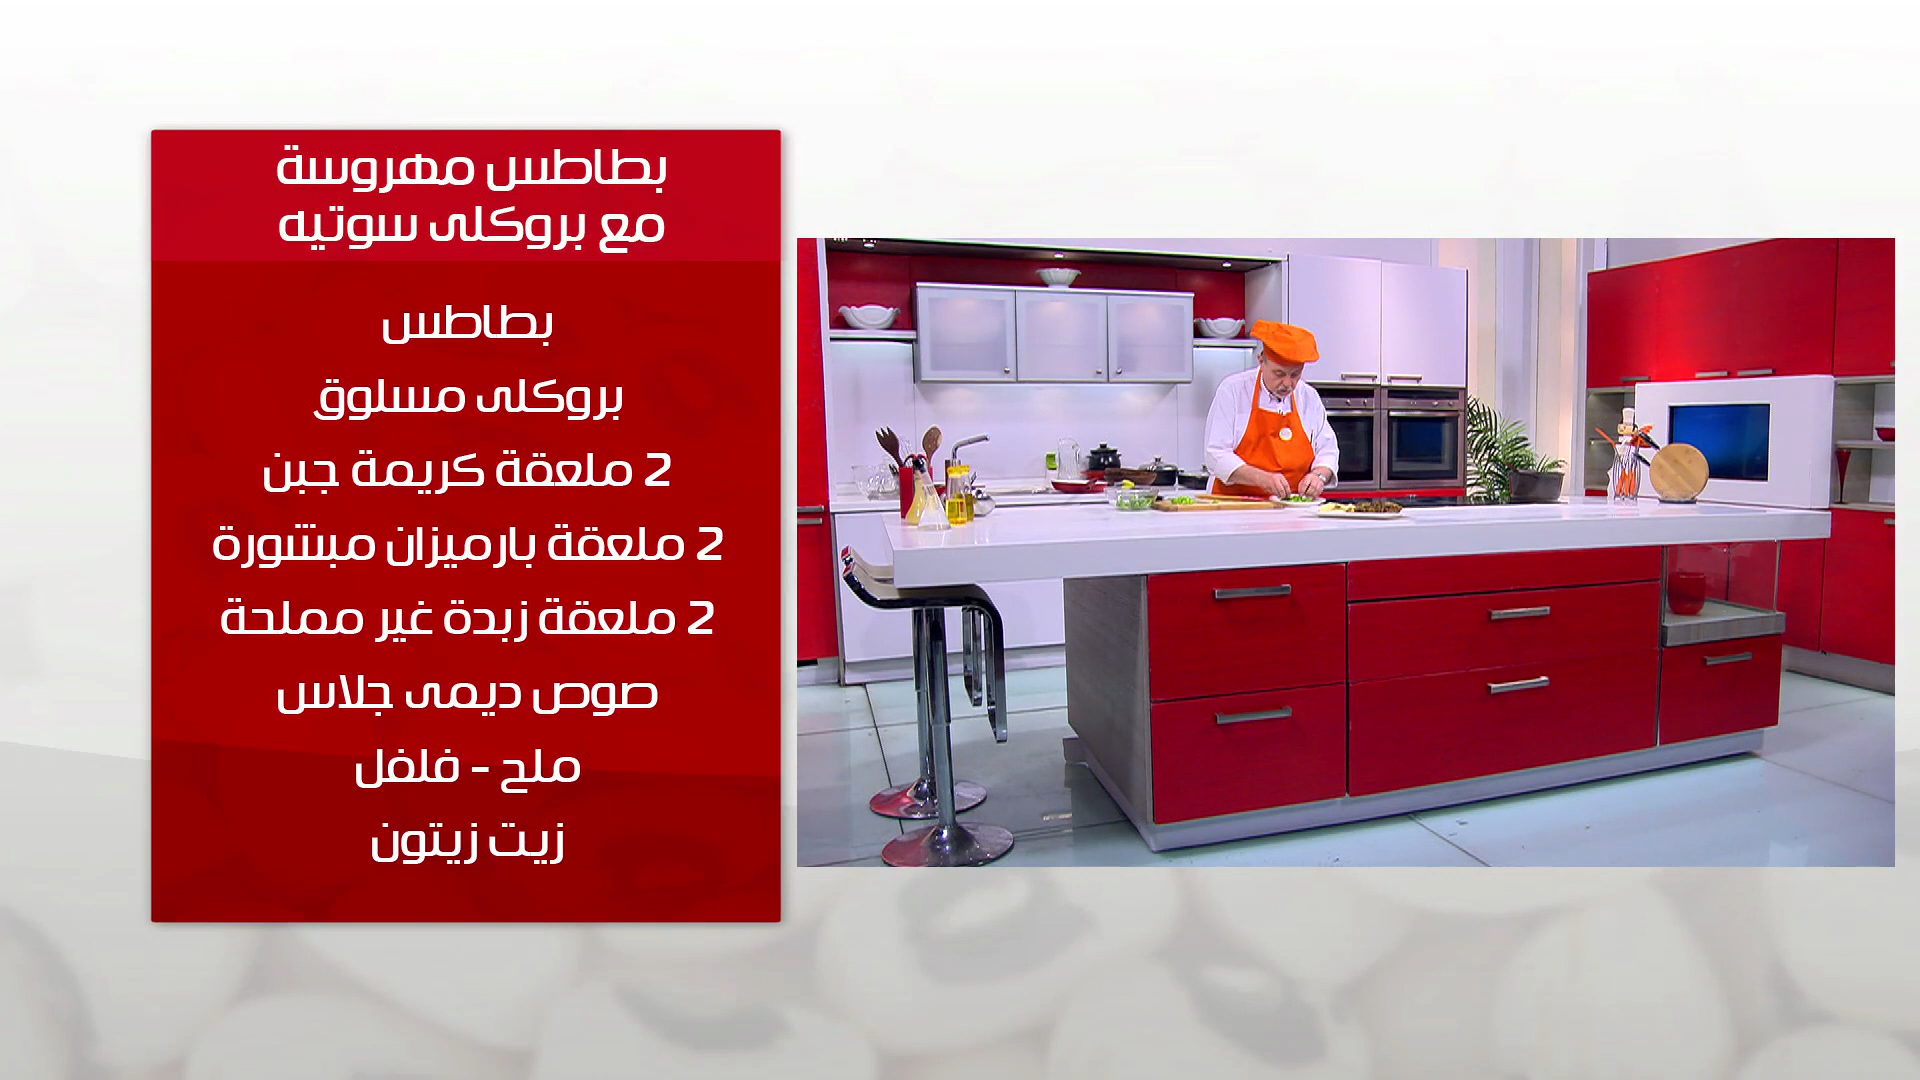 بطاطس مهروسة
مع بروكلى سوتيه
بطاطس
بروكلى مسلوق
2 ملعقة كريمة جبن
2 ملعقة بارميزان مبشورة
2 ملعقة زبدة غير مملحة
صوص ديمى جلاس
ملح - فلفل
زيت زيتون